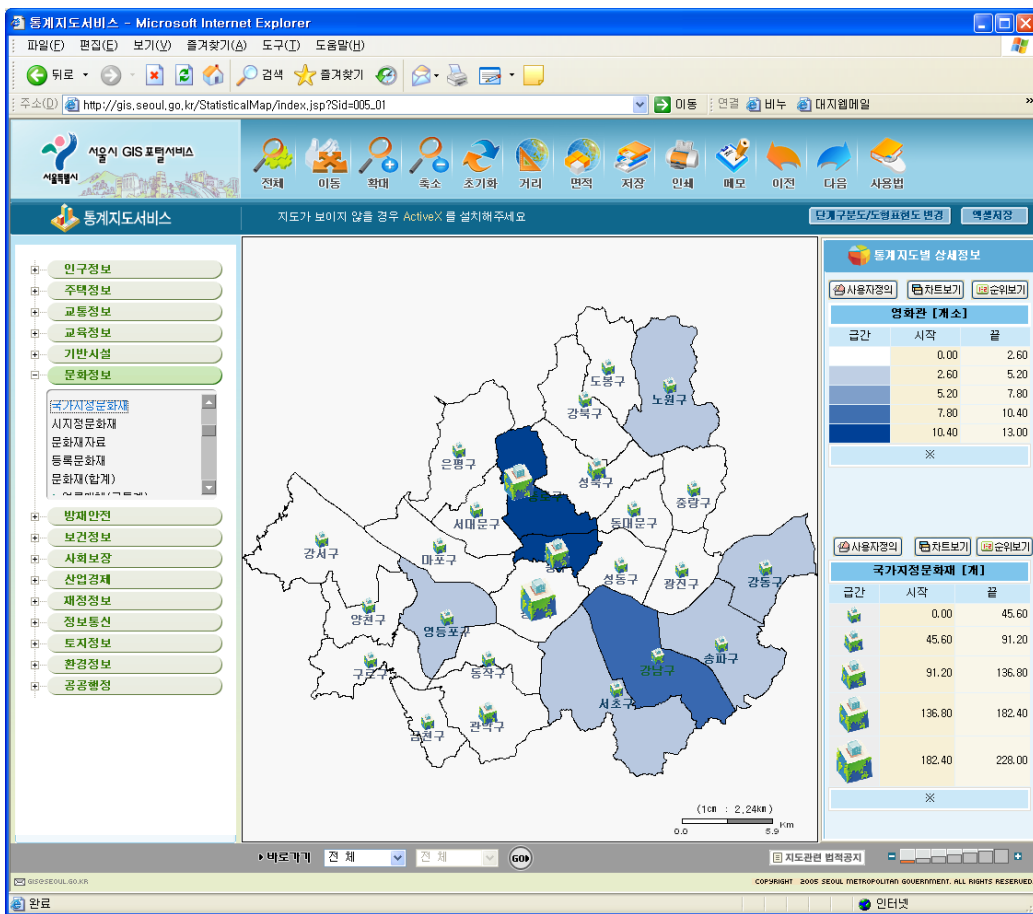 통계지도서비스 - Microsoft Internet Explorer
파일(F) 편집(E) 보기(V) 즐겨찾기(A) 도구(T) 도움말(H)
뒤로 검색 즐겨찾기
주소(D) http://gis.seoul.go.kr/StatisticalMap/index.jsp?Sid=005_01 이동 연결 비누 대지웹메일 »
서울시 GIS 포털서비스
서울특별시
전체 이동 확대 축소 초기화 거리 면적 저장 인쇄 메모 이전 다음 사용법
통계지도서비스 지도가 보이지 않을 경우 ActiveX 를 설치해주세요 단계구분도/도형표현도 변경 엑셀저장
인구정보
주택정보
교통정보
교육정보
기반시설
문화정보
국가지정문화재
시지정문화재
문화재자료
등록문화재
문화재(합계)
방재안전
보건정보
사회보장
산업경제
재정정보
정보통신
토지정보
환경정보
공공행정
도봉구
노원구
강북구
은평구
성북구
중랑구
서대문구
동대문구
강서구
마포구
성동구
광진구
강동구
양천구
영등포구
송파구
강남구
구로구
동작구
서초구
금천구
관악구
(1cm : 2,24km)
0.0 5.9 Km
통계지도별 상세정보
사용자정의 차트보기 순위보기
영화관 [개소]
급간 시작 끝
0.00 2.60
2.60 5.20
5.20 7.80
7.80 10.40
10.40 13.00
※
사용자정의 차트보기 순위보기
국가지정문화재 [개]
급간 시작 끝
0.00 45.60
45.60 91.20
91.20 136.80
136.80 182.40
182.40 228.00
※
바로가기 전 체 전 체 GO 지도관련 법적공지
GIS@SEOUL.GO.KR COPYRIGHT 2005 SEOUL METROPOLITAN GOVERNMENT. ALL RIGHTS RESERVED
완료 인터넷